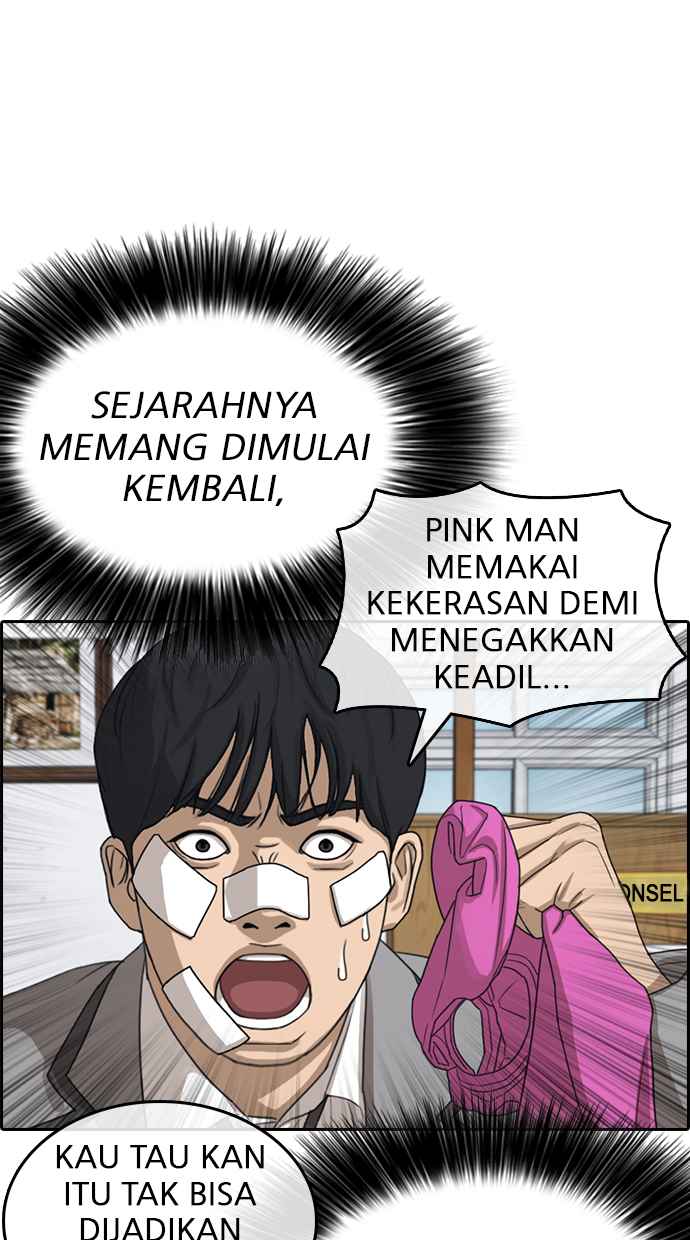 SEJARAHNYA
MEMANG DIMULAI
KEMBALI,
PINK MAN
MEMAKAI
KEKERASAN DEMI
MENEGAKKAN
KEADIL...
ONSEL
KAU TAU KAN
ITU TAK BISA
DIJADIKAN